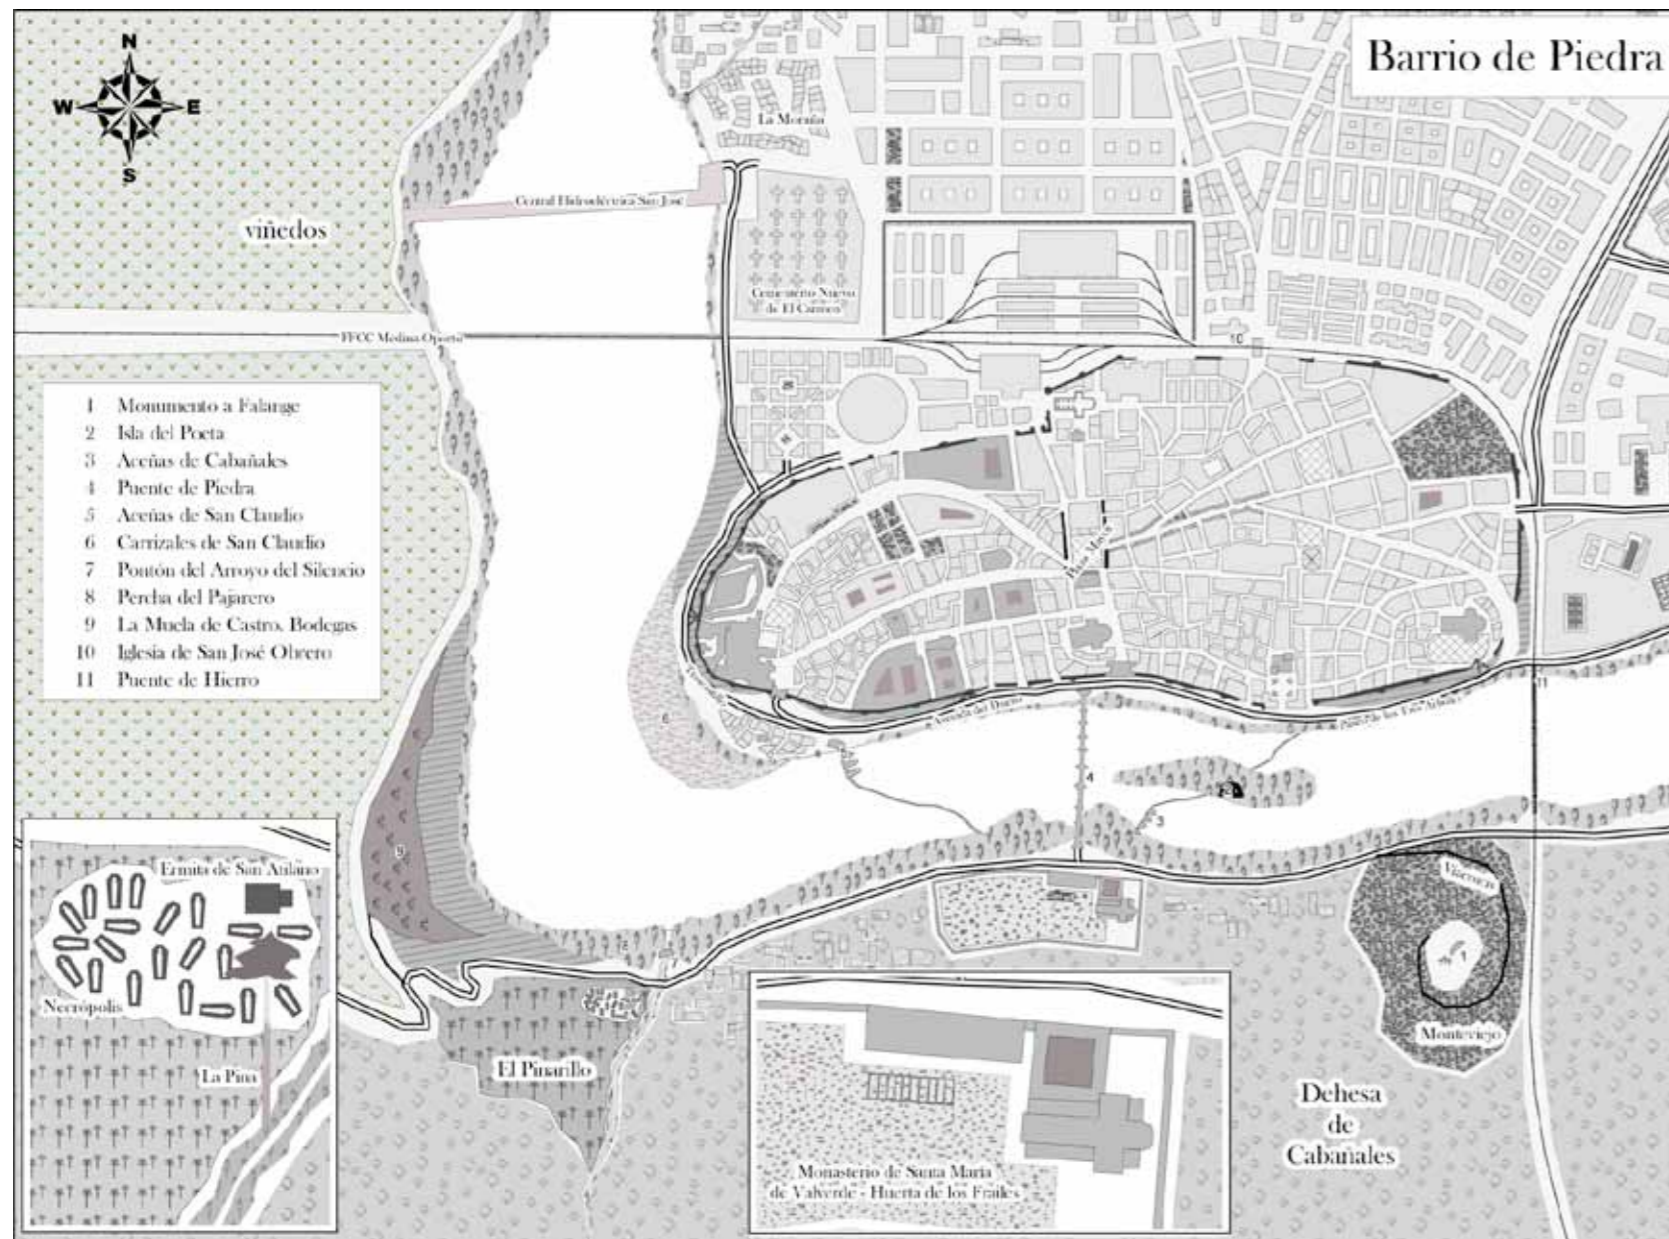 Barrio de Piedra
N
W E
S
La Moraña
Central Hidroeléctrica San José
viñedos
Cementerio Nuevo
de El Carmen
FFCC Medina Oporto
10
1 Monumento a Falange
2 Isla del Poeta
3 Aceñas de Cabañales
4 Puente de Piedra
5 Aceñas de San Claudio
6 Carrizales de San Claudio
7 Pontón del Arroyo del Silencio
8 Percha del Pajarero
9 La Muela de Castro. Bodegas
10 Iglesia de San José Obrero
11 Puente de Hierro
Plaza Mayor
6
Avenida del Duero
11
4
2
3
9
Ermita de San Atilano
Necrópolis
La Pina
8
7
El Pinarillo
Viacrucis
1
Monteviejo
Dehesa
de
Cabañales
Monasterio de Santa María
de Valverde - Huerta de los Frailes